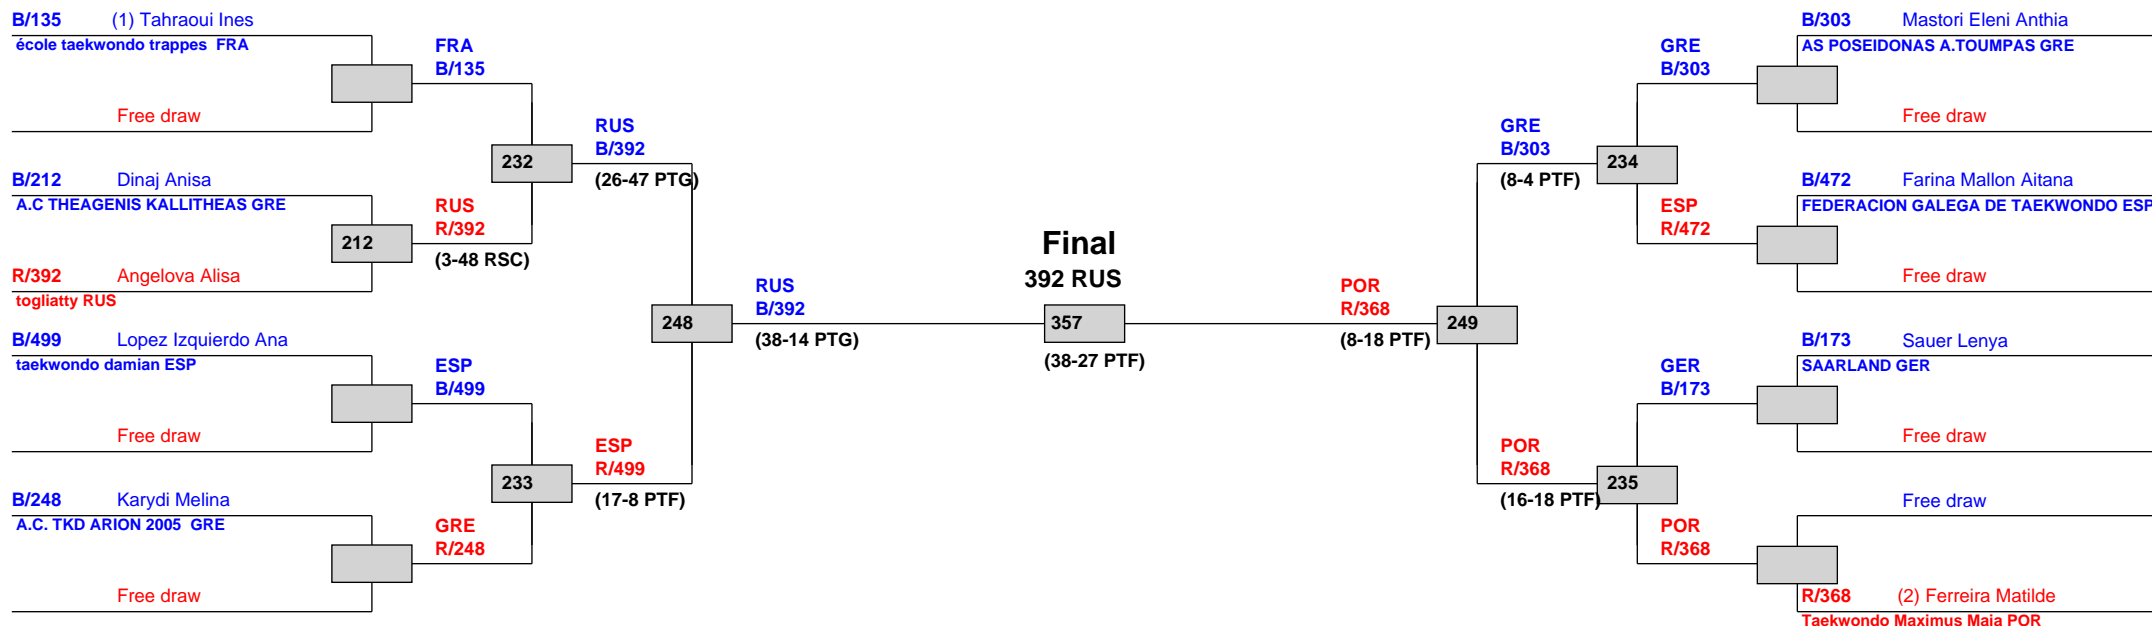 B/135 (1) Tahraoui Ines
école taekwondo trappes FRA
Free draw
B/212 Dinaj Anisa
A.C THEAGENIS KALLITHEAS GRE
R/392 Angelova Alisa
togliatty RUS
B/499 Lopez Izquierdo Ana
taekwondo damian ESP
Free draw
B/248 Karydi Melina
A.C. TKD ARION 2005 GRE
Free draw
212
FRA
B/135
RUS
R/392
(3-48 RSC)
ESP
B/499
GRE
R/248
232
233
RUS
B/392
(26-47 PTG)
ESP
R/499
(17-8 PTF)
248
RUS
B/392
(38-14 PTG)
Final
392 RUS
357
(38-27 PTF)
POR
R/368
(8-18 PTF)
249
GRE
B/303
(8-4 PTF)
POR
R/368
(16-18 PTF)
234
235
GRE
B/303
ESP
R/472
GER
B/173
POR
R/368
B/303 Mastori Eleni Anthia
AS POSEIDONAS A.TOUMPAS GRE
Free draw
B/472 Farina Mallon Aitana
FEDERACION GALEGA DE TAEKWONDO ESP
Free draw
B/173 Sauer Lenya
SAARLAND GER
Free draw
Free draw
R/368 (2) Ferreira Matilde
Taekwondo Maximus Maia POR